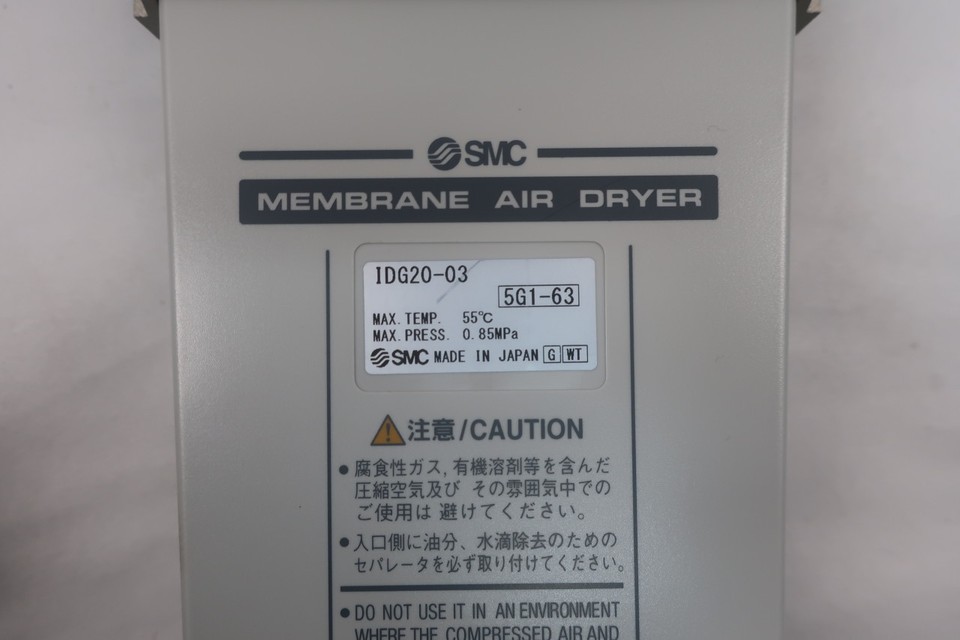 SMC
MEMBRANE AIR DRYER
IDG20-03
5G1-63
MAX. TEMP. 55℃
MAX. PRESS. 0.85MPa
SMC MADE IN JAPAN G WT
注意/CAUTION
●腐食性ガス,有機溶剤等を含んだ
圧縮空気及び その雰囲気中での
ご使用は 避けてください。
●入口側に油分、水滴除去のための
セパレータを必ず取り付けてください。
●DO NOT USE IT IN AN ENVIRONMENT
WHERE THE COMPRESSED AIR AND